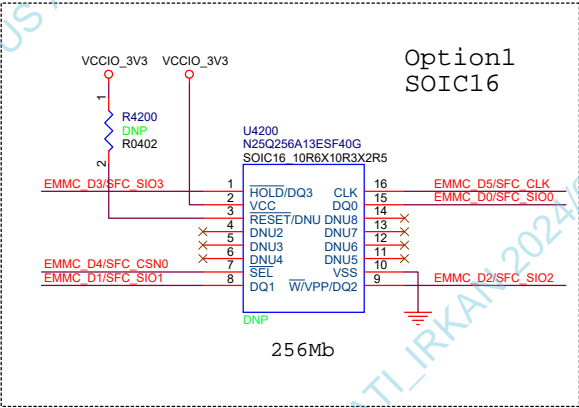 Option1
SOIC16
VCCIO_3V3
VCCIO_3V3
1
R4200
DNP
R0402
2
U4200
N25Q256A13ESF40G
SOIC16_10R6X10R3X2R5
EMMC_D3/SFC_SIO3 1 HOLD/DQ3 CLK 16 EMMC_D5/SFC_CLK
2 VCC DQ0 15 EMMC_D0/SFC_SIO0
3 RESET/DNU DNU8 14
4 DNU2 DNU7 13
5 DNU3 DNU6 12
6 DNU4 DNU5 11
EMMC_D4/SFC_CSN0 7 SEL VSS 10
EMMC_D1/SFC_SIO1 8 DQ1 W/VPP/DQ2 9 EMMC_D2/SFC_SIO2
DNP
256Mb
US
ATI_IRKAN 2024/